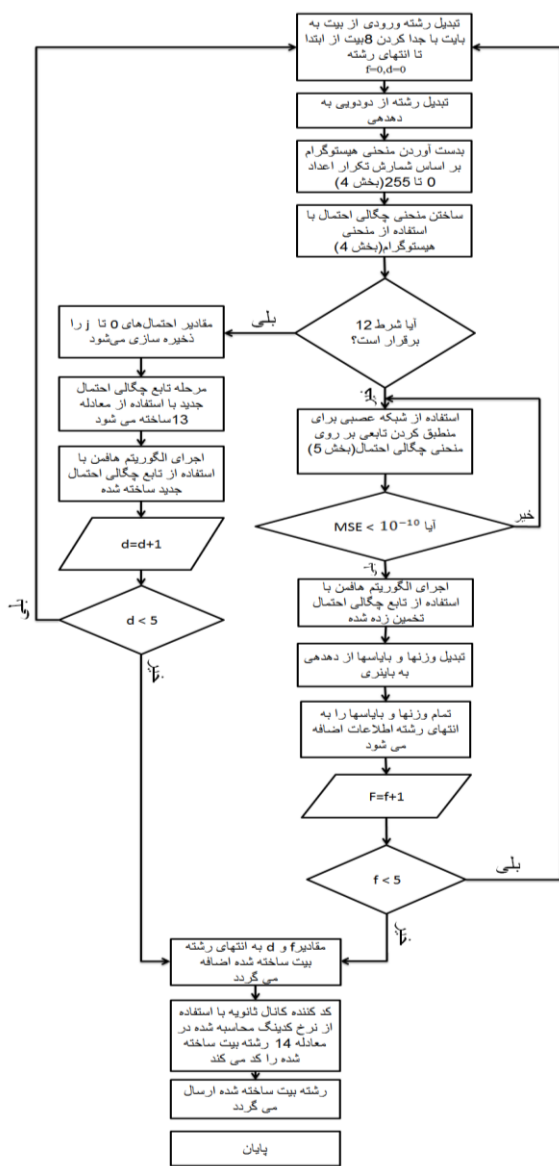 تبدیل رشته ورودی از بیت به
بایت با جدا کردن 8بیت از ابتدا
تا انتهای رشته
f=0,d=0
تبدیل رشته از دودویی به
دهدهی
بدست آوردن منحنی هیستوگرام
بر اساس شمارش تکرار اعداد
0 تا 255(بخش 4)
ساختن منحنی چگالی احتمال با
استفاده از منحنی
هیستوگرام(بخش 4)
آیا شرط 12
برقرار است؟
بلی
مقادیر احتمال‌های 0 تا j را
ذخیره سازی می‌شود
مرحله تابع چگالی احتمال
جدید با استفاده از معادله
13ساخته می شود
اجرای الگوریتم هافمن با
استفاده از تابع چگالی احتمال
جدید ساخته شده
d=d+1
d < 5
بلی
خیر
خیر
استفاده از شبکه عصبی برای
منطبق کردن تابعی بر روی
منحنی چگالی احتمال(بخش 5)
آیا MSE < 10⁻¹⁰
خیر
اجرای الگوریتم هافمن با
استفاده از تابع چگالی احتمال
تخمین زده شده
تبدیل وزنها و بایاسها از دهدهی
به باینری
تمام وزنها و بایاسها را به
انتهای رشته اطلاعات اضافه
می شود
F=f+1
f < 5
بلی
خیر
مقادیرf و d به انتهای رشته
بیت ساخته شده اضافه
می گردد
کد کننده کانال ثانویه با استفاده
از نرخ کدینگ محاسبه شده در
معادله 14 رشته بیت ساخته
شده را کد می کند
رشته بیت ساخته شده ارسال
می گردد
پایان